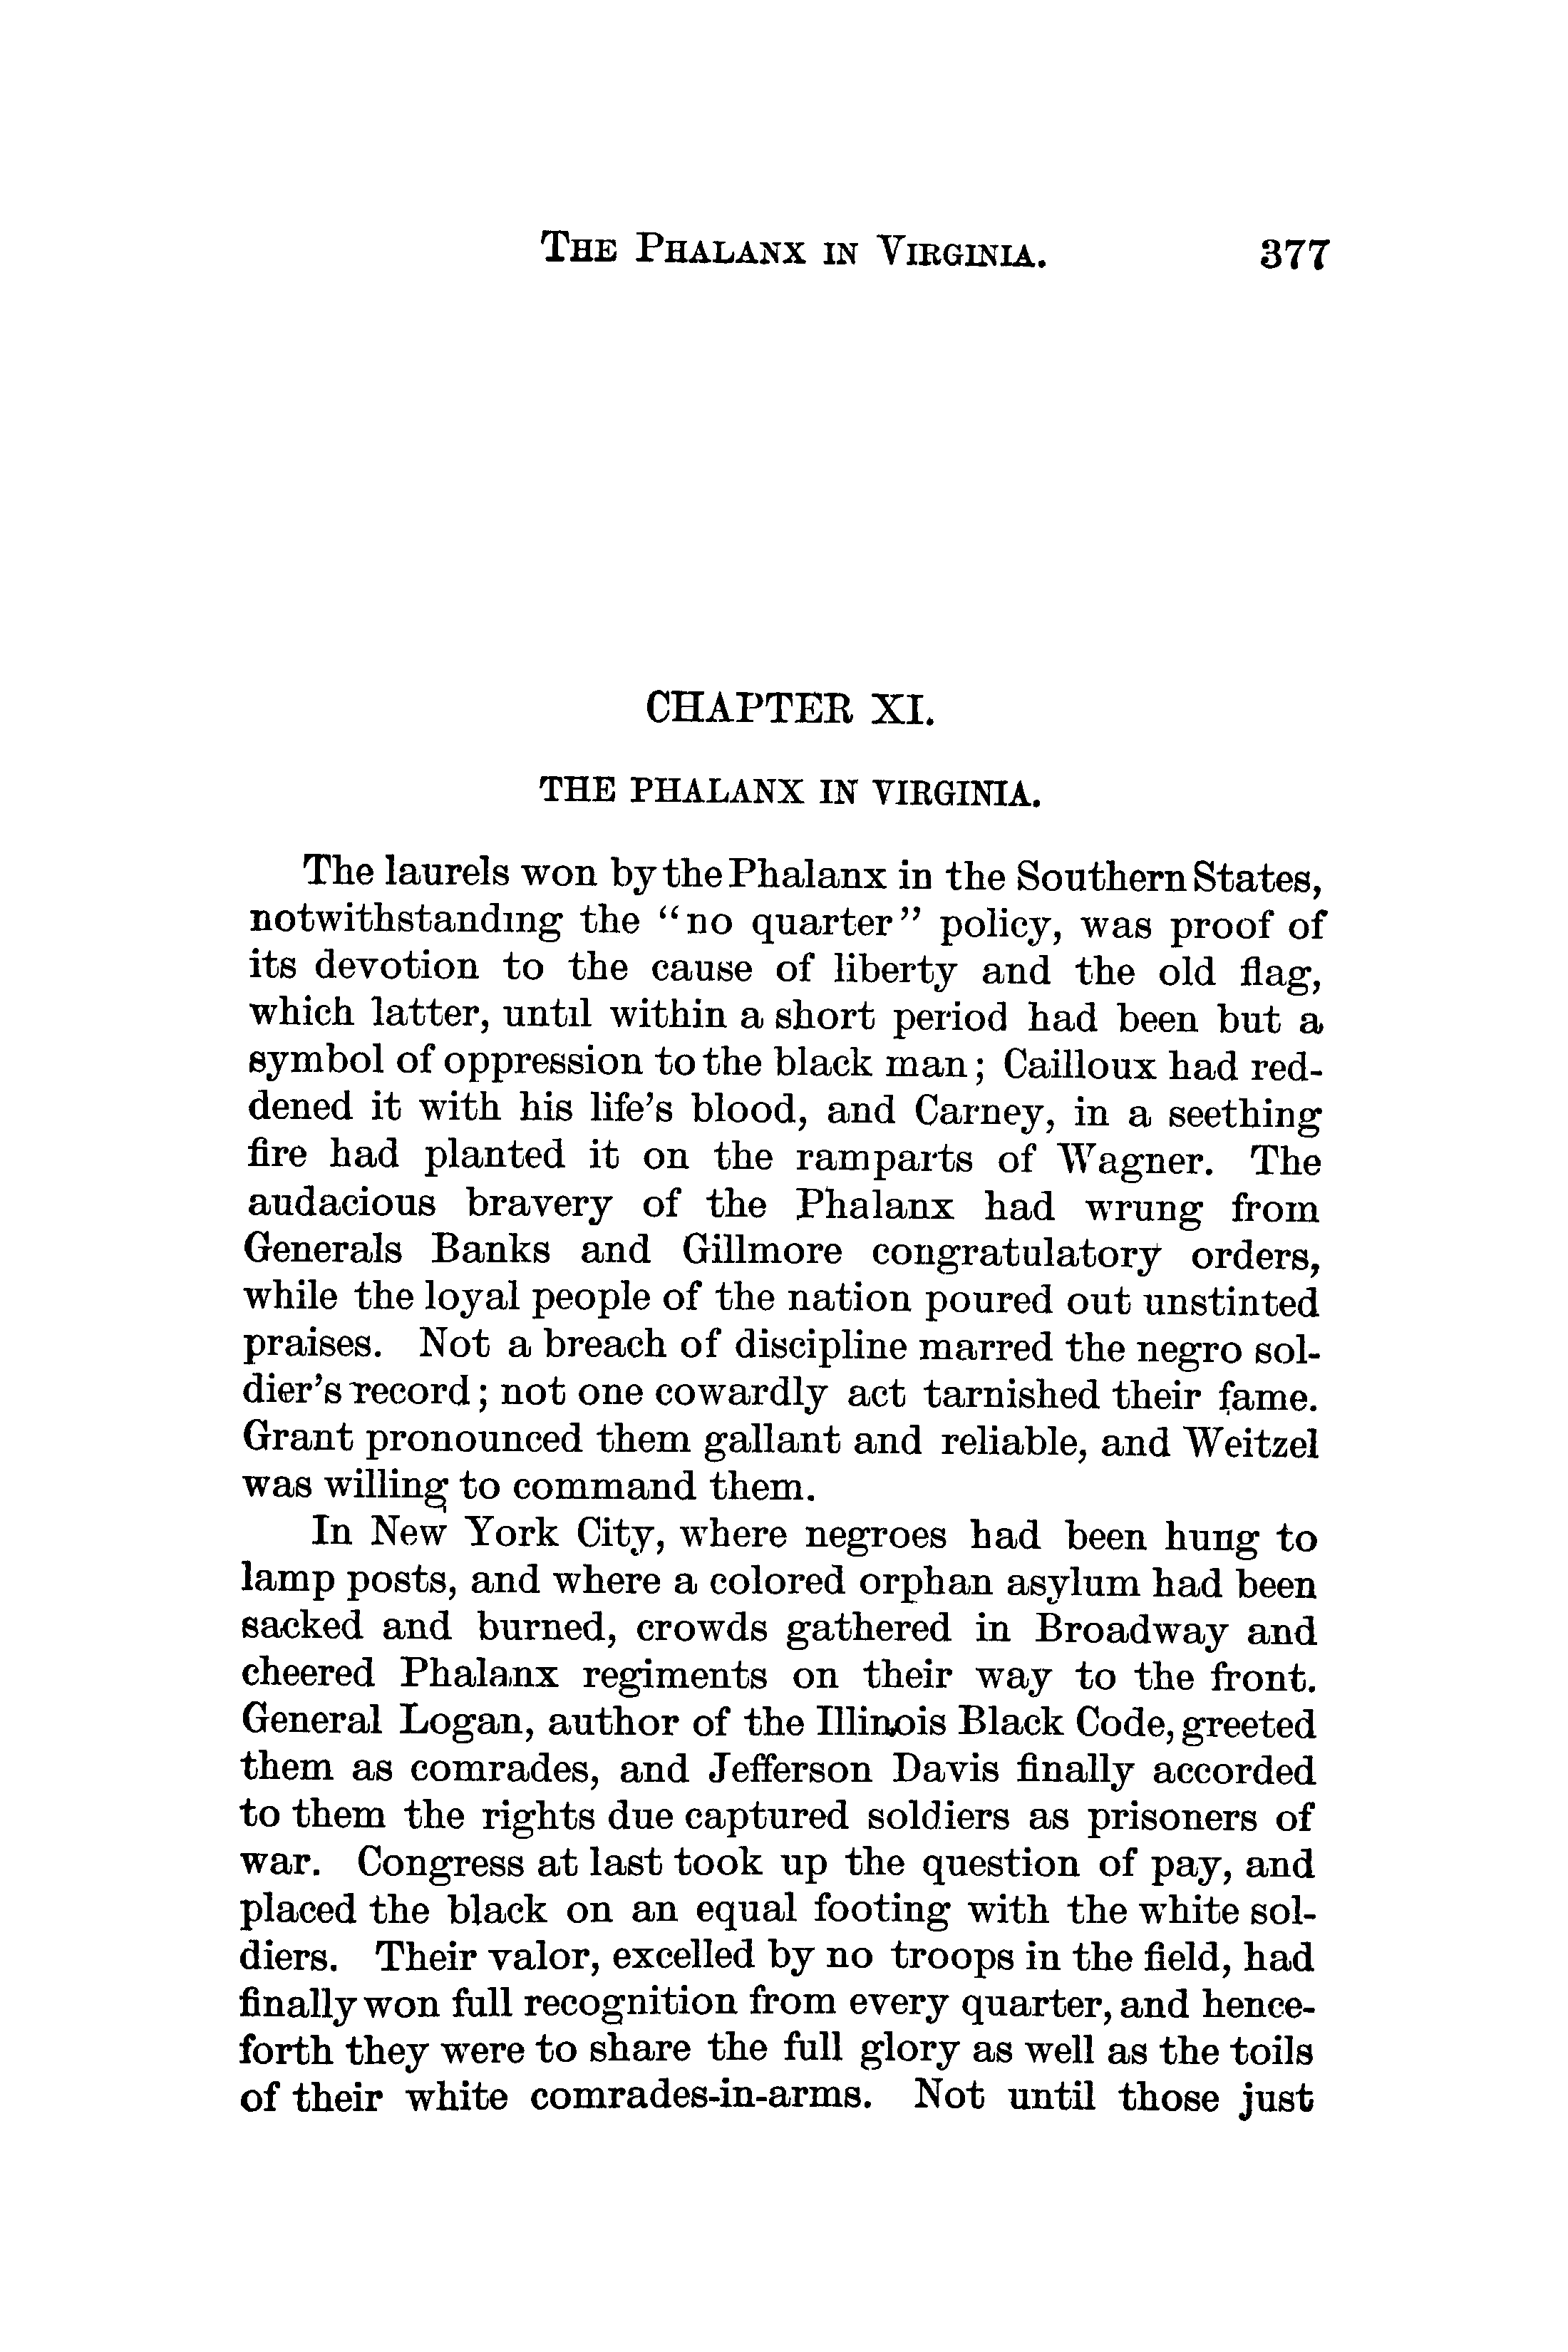 THE PHALANX IN VIRGINIA. 377
CHAPTER XI.
THE PHALANX IN VIRGINIA.
The laurels won by the Phalanx in the Southern States,
notwithstanding the “no quarter” policy, was proof of
its devotion to the cause of liberty and the old flag,
which latter, until within a short period had been but a
symbol of oppression to the black man; Cailloux had red-
dened it with his life’s blood, and Carney, in a seething
fire had planted it on the ramparts of Wagner. The
audacious bravery of the Phalanx had wrung from
Generals Banks and Gillmore congratulatory orders,
while the loyal people of the nation poured out unstinted
praises. Not a breach of discipline marred the negro sol-
dier’s record; not one cowardly act tarnished their fame.
Grant pronounced them gallant and reliable, and Weitzel
was willing to command them.
In New York City, where negroes had been hung to
lamp posts, and where a colored orphan asylum had been
sacked and burned, crowds gathered in Broadway and
cheered Phalanx regiments on their way to the front.
General Logan, author of the Illinois Black Code, greeted
them as comrades, and Jefferson Davis finally accorded
to them the rights due captured soldiers as prisoners of
war. Congress at last took up the question of pay, and
placed the black on an equal footing with the white sol-
diers. Their valor, excelled by no troops in the field, had
finally won full recognition from every quarter, and hence-
forth they were to share the full glory as well as the toils
of their white comrades-in-arms. Not until those just